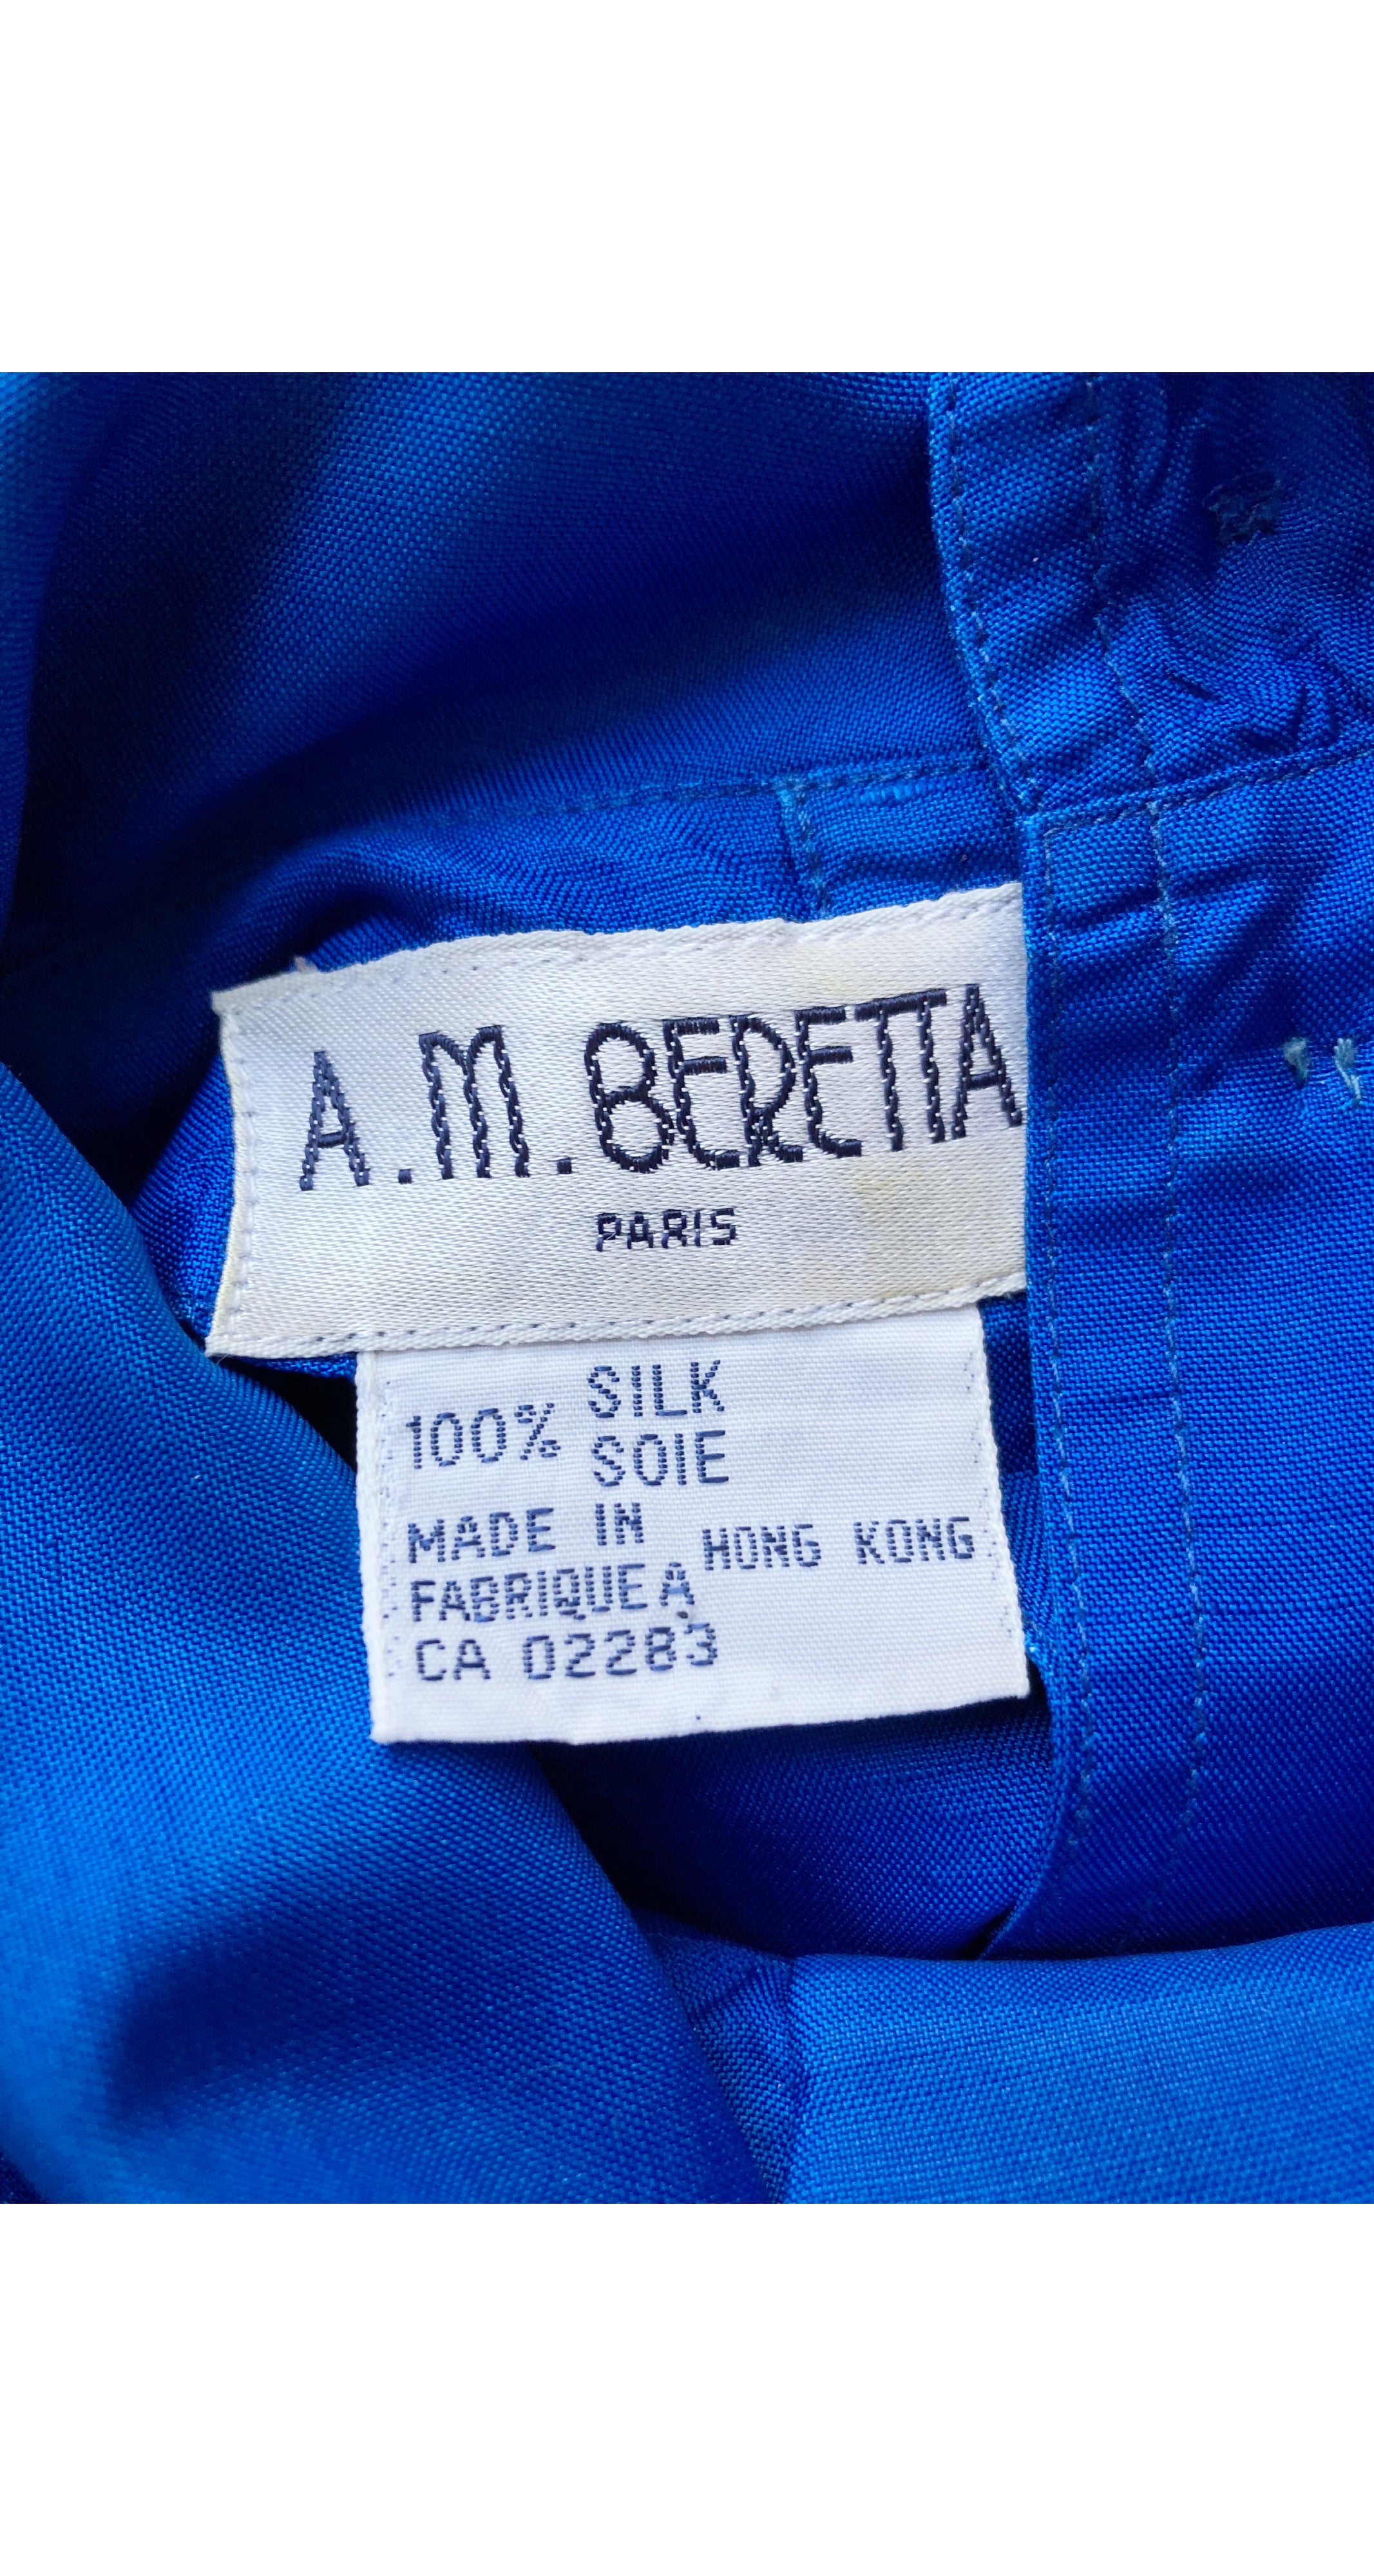 A.M.BERETTA
PARIS
100% SILK
SOIE
MADE IN HONG KONG
FABRIQUE A
CA 02283